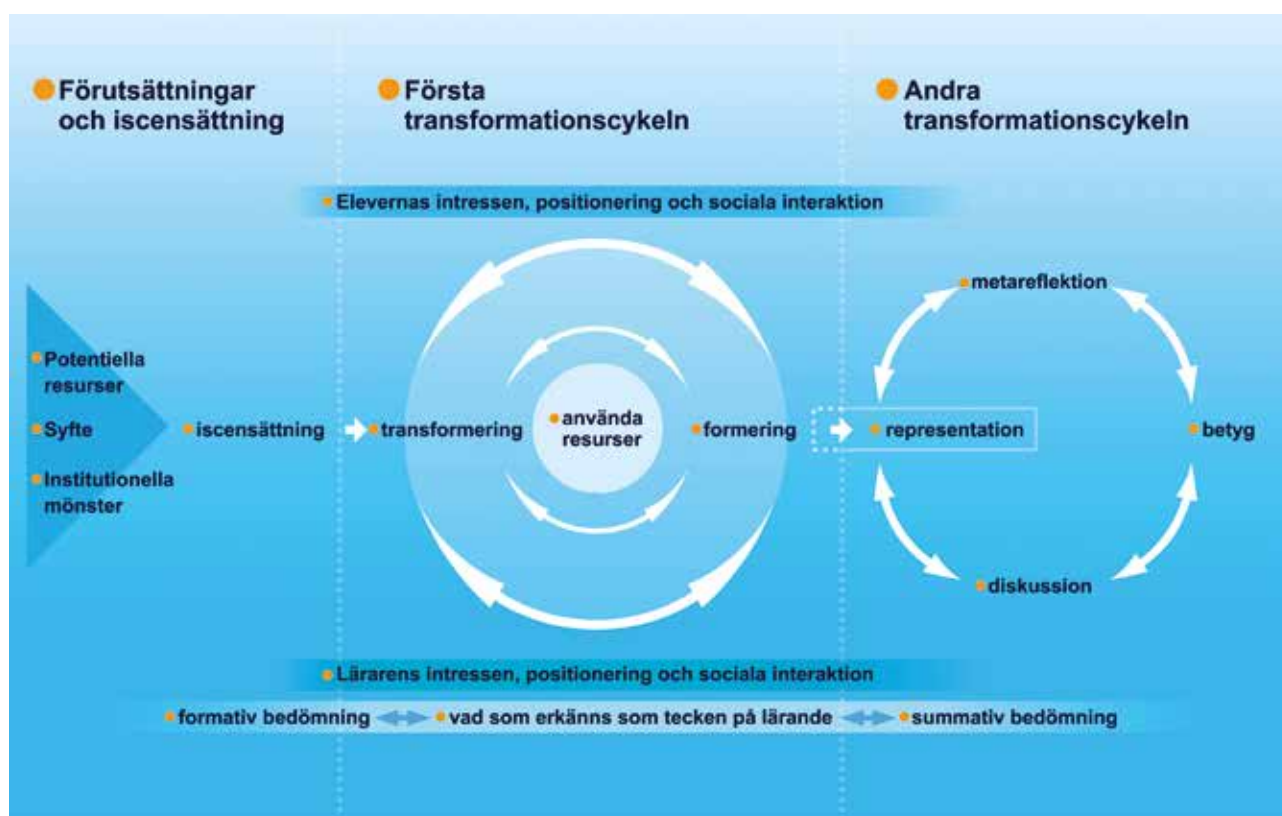 Förutsättningar
och iscensättning
Första
transformationscykeln
Andra
transformationscykeln
Elevernas intressen, positionering och sociala interaktion
Potentiella
resurser
Syfte
Institutionella
mönster
iscensättning
transformering
använda
resurser
formering
metareflektion
representation
betyg
diskussion
Lärarens intressen, positionering och sociala interaktion
formativ bedömning
vad som erkänns som tecken på lärande
summativ bedömning